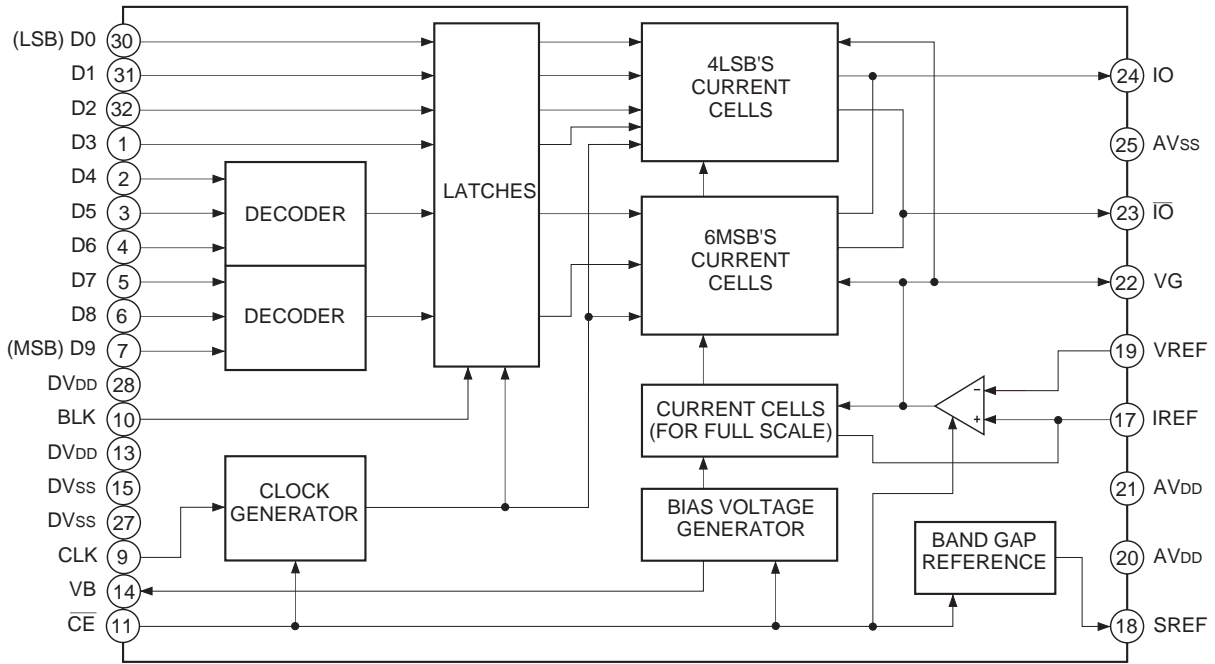 (LSB) D0 30
D1 31
D2 32
D3 1
D4 2
D5 3
D6 4
D7 5
D8 6
(MSB) D9 7
DVDD 28
BLK 10
DVDD 13
DVSS 15
DVSS 27
CLK 9
VB 14
CE 11
DECODER
DECODER
CLOCK
GENERATOR
LATCHES
4LSB'S
CURRENT
CELLS
6MSB'S
CURRENT
CELLS
CURRENT CELLS
(FOR FULL SCALE)
BIAS VOLTAGE
GENERATOR
-
+
BAND GAP
REFERENCE
24 IO
25 AVSS
23 IO
22 VG
19 VREF
17 IREF
21 AVDD
20 AVDD
18 SREF